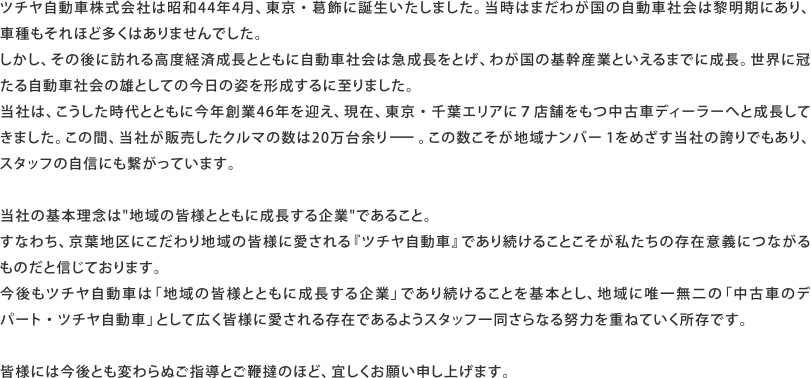 ツチヤ自動車株式会社は昭和44年4月、東京・葛飾に誕生いたしました。当時はまだわが国の自動車社会は黎明期にあり、
車種もそれほど多くはありませんでした。
しかし、その後に訪れる高度経済成長とともに自動車社会は急成長をとげ、わが国の基幹産業といえるまでに成長。世界に冠
たる自動車社会の雄としての今日の姿を形成するに至りました。
当社は、こうした時代とともに今年創業46年を迎え、現在、東京・千葉エリアに７店舗をもつ中古車ディーラーへと成長して
きました。この間、当社が販売したクルマの数は20万台余り── 。この数こそが地域ナンバー1をめざす当社の誇りでもあり、
スタッフの自信にも繋がっています。
当社の基本理念は"地域の皆様とともに成長する企業"であること。
すなわち、京葉地区にこだわり地域の皆様に愛される『ツチヤ自動車』であり続けることこそが私たちの存在意義につながる
ものだと信じております。
今後もツチヤ自動車は「地域の皆様とともに成長する企業」であり続けることを基本とし、地域に唯一無二の「中古車のデ
パート・ツチヤ自動車」として広く皆様に愛される存在であるようスタッフ一同さらなる努力を重ねていく所存です。
皆様には今後とも変わらぬご指導とご鞭撻のほど、宜しくお願い申し上げます。